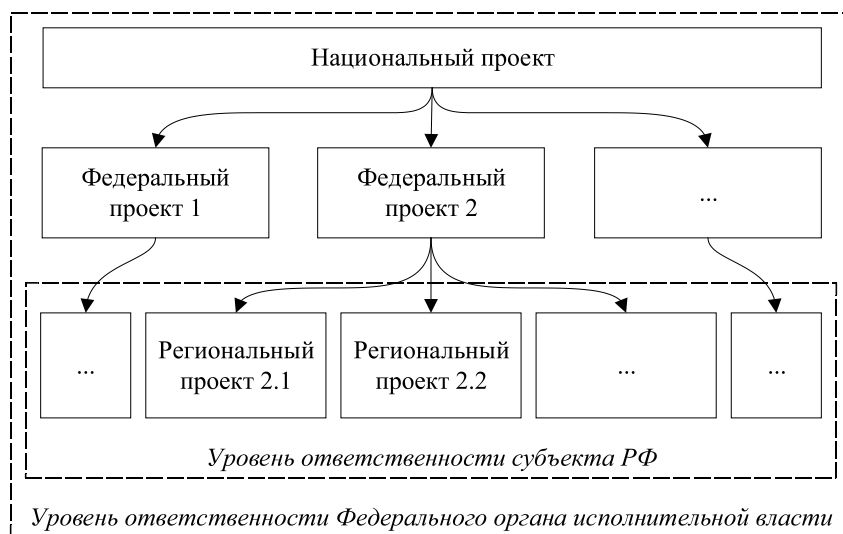 Национальный проект
Федеральный
проект 1
Федеральный
проект 2
...
...
Региональный
проект 2.1
Региональный
проект 2.2
...
...
Уровень ответственности субъекта РФ
Уровень ответственности Федерального органа исполнительной власти